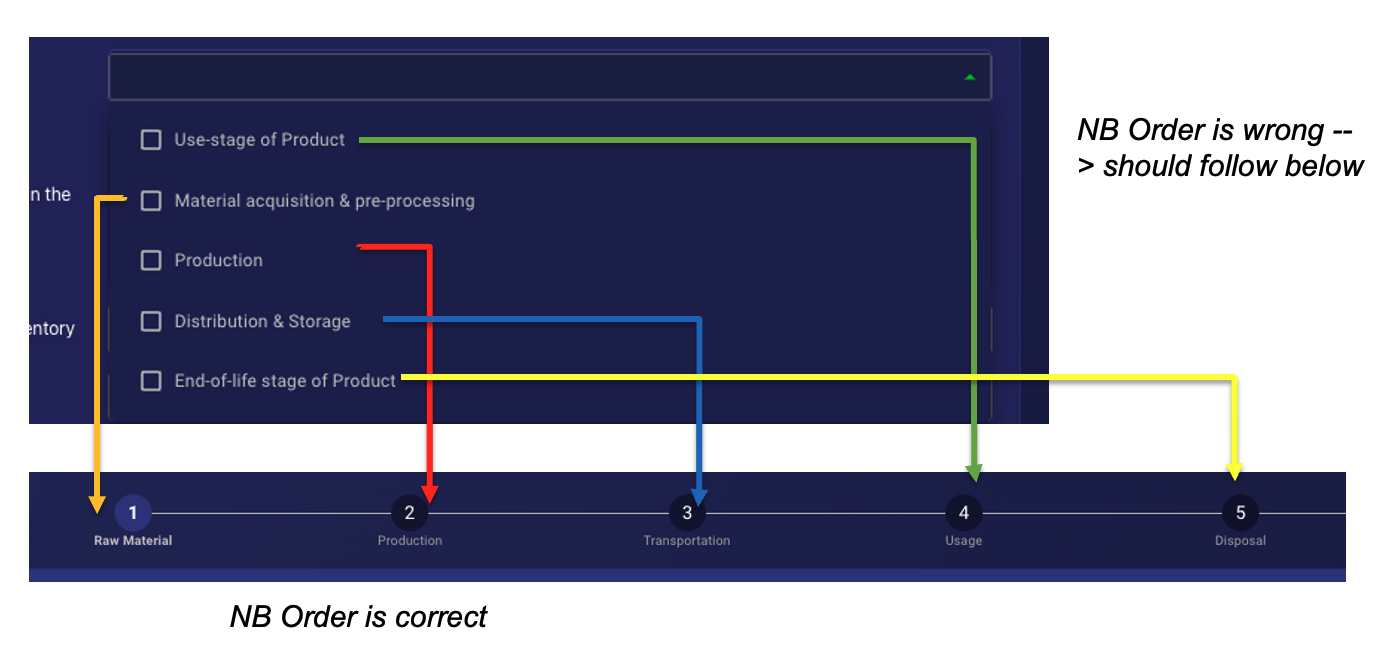 NB Order is wrong --
> should follow below
Use-stage of Product
n the
Material acquisition & pre-processing
Production
entory
Distribution & Storage
End-of-life stage of Product
1
2
3
4
5
Raw Material
Production
Transportation
Usage
Disposal
NB Order is correct